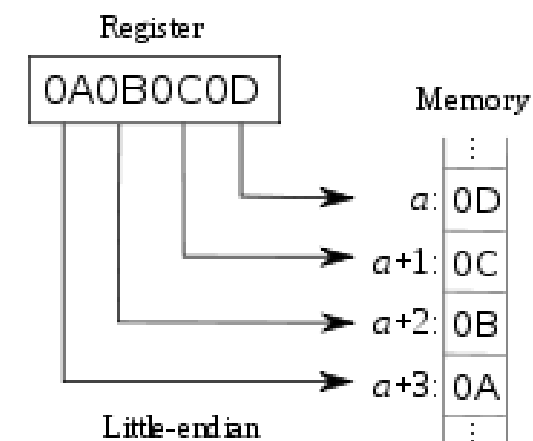 Register
0A0B0C0D
Memory
a: 0D
a+1: 0C
a+2: 0B
a+3: 0A
Little-endian